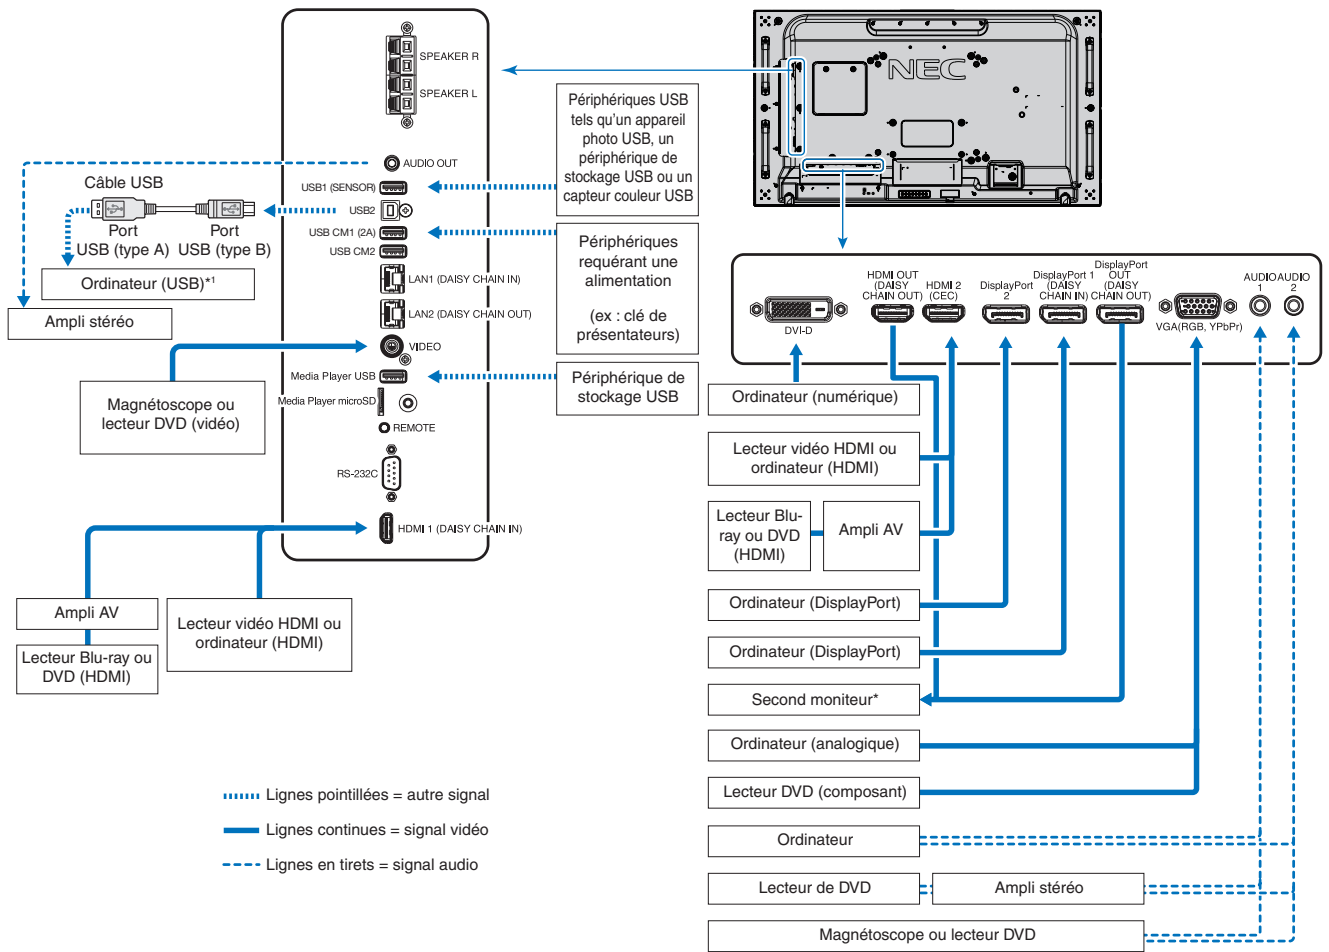 SPEAKER R
SPEAKER L
AUDIO OUT
USB1 (SENSOR)
USB2
USB CM1 (2A)
USB CM2
LAN1 (DAISY CHAIN IN)
LAN2 (DAISY CHAIN OUT)
VIDEO
Media Player USB
Media Player microSD
REMOTE
RS-232C
HDMI 1 (DAISY CHAIN IN)
Câble USB
Port
USB (type A)
Port
USB (type B)
Ordinateur (USB)*1
Ampli stéréo
Magnétoscope ou
lecteur DVD (vidéo)
Ampli AV
Lecteur Blu-ray ou
DVD (HDMI)
Lecteur vidéo HDMI ou
ordinateur (HDMI)
Périphériques USB
tels qu'un appareil
photo USB, un
périphérique de
stockage USB ou un
capteur couleur USB
Périphériques
requérant une
alimentation
(ex : clé de
présentateurs)
Périphérique de
stockage USB
NEC
DVI-D
HDMI OUT
(DAISY
CHAIN OUT)
HDMI 2
(CEC)
DisplayPort
2
DisplayPort 1
(DAISY
CHAIN IN)
DisplayPort
OUT
(DAISY
CHAIN OUT)
VGA(RGB, YPbPr)
AUDIO
1
AUDIO
2
Ordinateur (numérique)
Lecteur vidéo HDMI ou
ordinateur (HDMI)
Lecteur Blu-
ray ou DVD
(HDMI)
Ampli AV
Ordinateur (DisplayPort)
Ordinateur (DisplayPort)
Second moniteur*
Ordinateur (analogique)
Lecteur DVD (composant)
Ordinateur
Lecteur de DVD
Ampli stéréo
Magnétoscope ou lecteur DVD
Lignes pointillées = autre signal
Lignes continues = signal vidéo
Lignes en tirets = signal audio